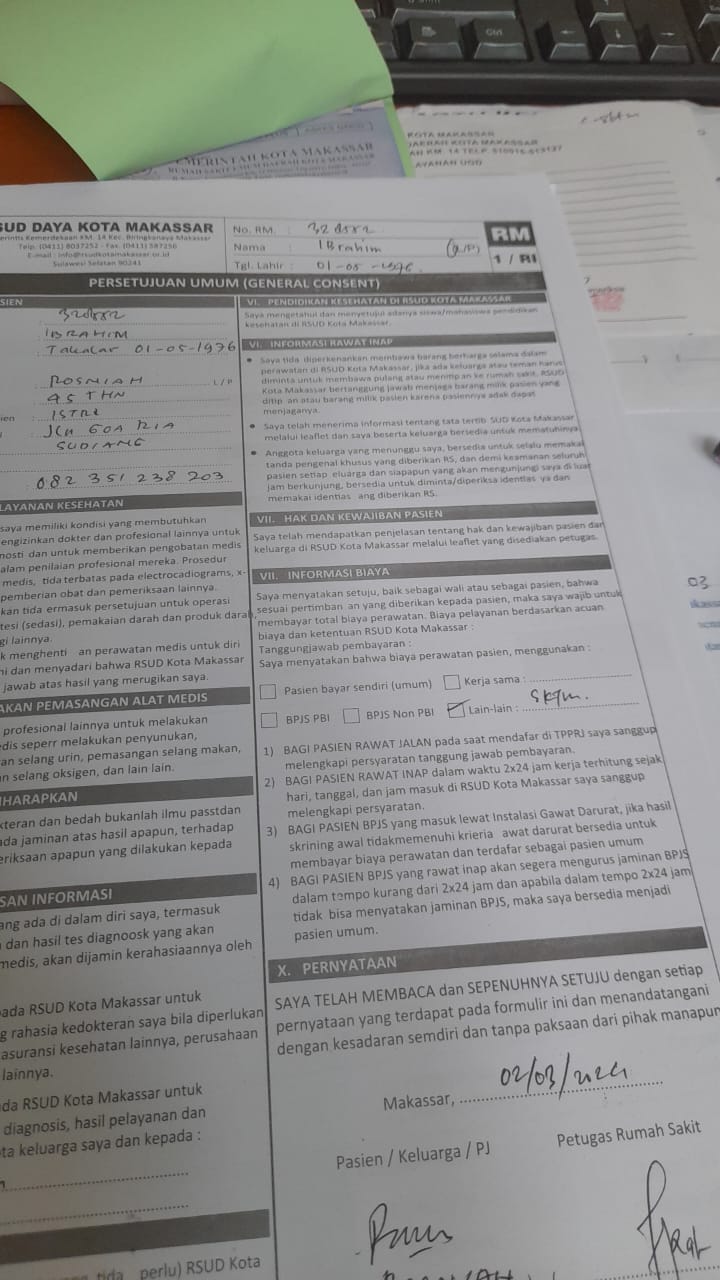 Ctrl
KOTA MAKASSAR
DAERAH KOTA MAKASSAR
KM. 14 TELP.
AYANAN UGD
PEMERINTAH KOTA MAKASSAR
SUD DAYA KOTA MAKASSAR
erintis Kemerdekaan KM. 14 Kec. Biringkanaya Makassar
Telp. (0411) 8037252 - Fax. (0411) 587256
E-mail : info@rsudkotamakassar.or.id
Sulawesi Selatan 90241
No. RM. :
Nama : Ibrahim (L/P)
Tgl. Lahir : 01-05-1976
RM
1 / RI
PERSETUJUAN UMUM (GENERAL CONSENT)
SIEN
IBRAHIM
Takalar 01-05-1976
ROSNIAH L/P
45 THN
ISTRI
Jln GOA RIA
SUDIANG
082 351 238 203
LAYANAN KESEHATAN
saya memiliki kondisi yang membutuhkan
engizinkan dokter dan profesional lainnya untuk
nosti dan untuk memberikan pengobatan medis
alam penilaian profesional mereka. Prosedur
medis, tida terbatas pada electrocadiograms, x-
pemberian obat dan pemeriksaan lainnya.
kan tida ermasuk persetujuan untuk operasi
tesi (sedasi), pemakaian darah dan produk darah,
gi lainnya.
k menghenti an perawatan medis untuk diri
ni dan menyadari bahwa RSUD Kota Makassar
jawab atas hasil yang merugikan saya.
AKAN PEMASANGAN ALAT MEDIS
profesional lainnya untuk melakukan
dis seperr melakukan penyunukan,
an selang urin, pemasangan selang makan,
n selang oksigen, dan lain lain.
IHARAPKAN
kteran dan bedah bukanlah ilmu passtdan
ada jaminan atas hasil apapun, terhadap
eriksaan apapun yang dilakukan kepada
SAN INFORMASI
ang ada di dalam diri saya, termasuk
dan hasil tes diagnoosk yang akan
medis, akan dijamin kerahasiaannya oleh
pada RSUD Kota Makassar untuk
g rahasia kedokteran saya bila diperlukan
asuransi kesehatan lainnya, perusahaan
lainnya.
da RSUD Kota Makassar untuk
diagnosis, hasil pelayanan dan
ta keluarga saya dan kepada :
tida perlu) RSUD Kota
VI. PENDIDIKAN KESEHATAN DI RSUD KOTA MAKASSAR
Saya mengetahui dan menyetujui adanya siswa/mahasiswa pendidikan
kesehatan di RSUD Kota Makassar.
VI. INFORMASI RAWAT INAP
• Saya tida diperkenankan membawa barang berharga selama dalam
perawatan di RSUD Kota Makassar, jika ada keluarga atau teman harus
diminta untuk membawa pulang atau menitipan ke rumah sakit. RSUD
Kota Makassar bertanggung jawab menjaga barang milik pasien yang
ditip an atau barang milik pasien karena pasiennya adak dapat
menjaganya.
• Saya telah menerima informasi tentang tata tertib SUD Kota Makassar
melalui leaflet dan saya beserta keluarga bersedia untuk mematuhinya
• Anggota keluarga yang menunggu saya, bersedia untuk selalu memakai
tanda pengenal khusus yang diberikan RS, dan demi keamanan seluruh
pasien setiap eluarga dan siapapun yang akan mengunjungi saya di luar
jam berkunjung, bersedia untuk diminta/diperiksa identias ya dan
memakai identias ang diberikan RS.
VII. HAK DAN KEWAJIBAN PASIEN
Saya telah mendapatkan penjelasan tentang hak dan kewajiban pasien dan
keluarga di RSUD Kota Makassar melalui leaflet yang disediakan petugas.
VII. INFORMASI BIAYA
Saya menyatakan setuju, baik sebagai wali atau sebagai pasien, bahwa
sesuai pertimban an yang diberikan kepada pasien, maka saya wajib untuk
membayar total biaya perawatan. Biaya pelayanan berdasarkan acuan
biaya dan ketentuan RSUD Kota Makassar :
Tanggungjawab pembayaran :
Saya menyatakan bahwa biaya perawatan pasien, menggunakan :
Pasien bayar sendiri (umum) Kerja sama :
BPJS PBI BPJS Non PBI Lain-lain : Sktm.
1) BAGI PASIEN RAWAT JALAN pada saat mendafar di TPPRJ saya sanggup
melengkapi persyaratan tanggung jawab pembayaran.
2) BAGI PASIEN RAWAT INAP dalam waktu 2x24 jam kerja terhitung sejak
hari, tanggal, dan jam masuk di RSUD Kota Makassar saya sanggup
melengkapi persyaratan.
3) BAGI PASIEN BPJS yang masuk lewat Instalasi Gawat Darurat, jika hasil
skrining awal tidakmemenuhi krieria awat darurat bersedia untuk
membayar biaya perawatan dan terdafar sebagai pasien umum
4) BAGI PASIEN BPJS yang rawat inap akan segera mengurus jaminan BPJS
dalam tempo kurang dari 2x24 jam dan apabila dalam tempo 2x24 jam
tidak bisa menyatakan jaminan BPJS, maka saya bersedia menjadi
pasien umum.
X. PERNYATAAN
SAYA TELAH MEMBACA dan SEPENUHNYA SETUJU dengan setiap
pernyataan yang terdapat pada formulir ini dan menandatangani
dengan kesadaran semdiri dan tanpa paksaan dari pihak manapun
Makassar, 02/03/2024
Pasien / Keluarga / PJ Petugas Rumah Sakit
03